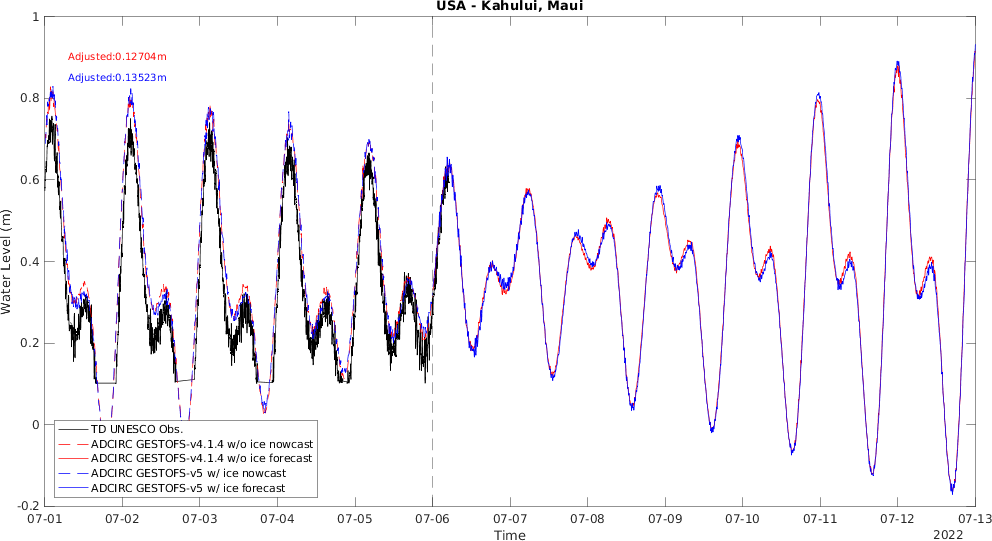 USA - Kahului, Maui
Adjusted:0.12704m
Adjusted:0.13523m
Water Level (m)
1
0.8
0.6
0.4
0.2
0
-0.2
TD UNESCO Obs.
ADCIRC GESTOFS-v4.1.4 w/o ice nowcast
ADCIRC GESTOFS-v4.1.4 w/o ice forecast
ADCIRC GESTOFS-v5 w/ ice nowcast
ADCIRC GESTOFS-v5 w/ ice forecast
07-01 07-02 07-03 07-04 07-05 07-06 07-07 07-08 07-09 07-10 07-11 07-12 07-13
Time
2022